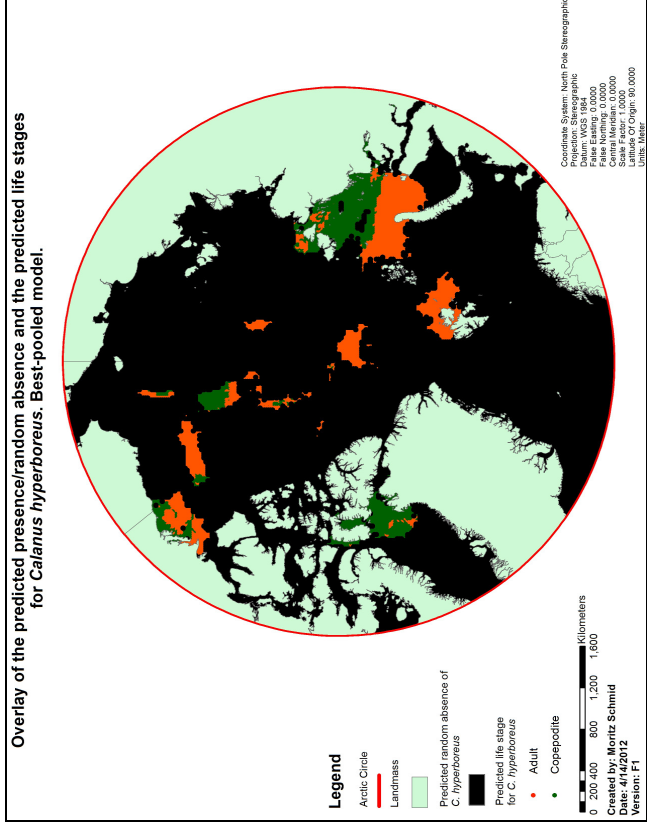 Overlay of the predicted presence/random absence and the predicted life stages
for Calanus hyperboreus. Best-pooled model.
Legend
Arctic Circle
Landmass
Predicted random absence of
C. hyperboreus
Predicted life stage
for C. hyperboreus
Adult
Copepodite
0 200 400 800 1,200 1,600
Kilometers
Created by: Moritz Schmid
Date: 4/14/2012
Version: F1
Coordinate System: North Pole Stereographic
Projection: Stereographic
Datum: WGS 1984
False Easting: 0.0000
False Northing: 0.0000
Central Meridian: 0.0000
Scale Factor: 1.0000
Latitude Of Origin: 90.0000
Units: Meter